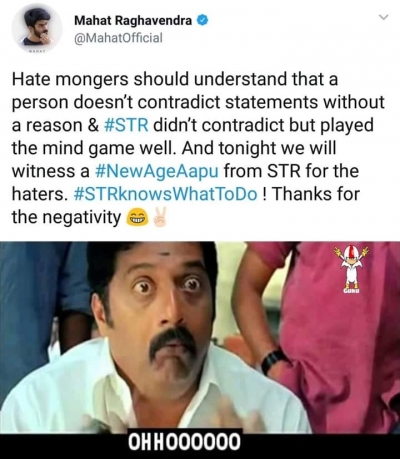 Mahat Raghavendra
@MahatOfficial
Hate mongers should understand that a
person doesn't contradict statements without
a reason & #STR didn't contradict but played
the mind game well. And tonight we will
witness a #NewAgeAapu from STR for the
haters. #STRknowsWhatToDo ! Thanks for
the negativity 😂✌🏻
OHHOOOOOO